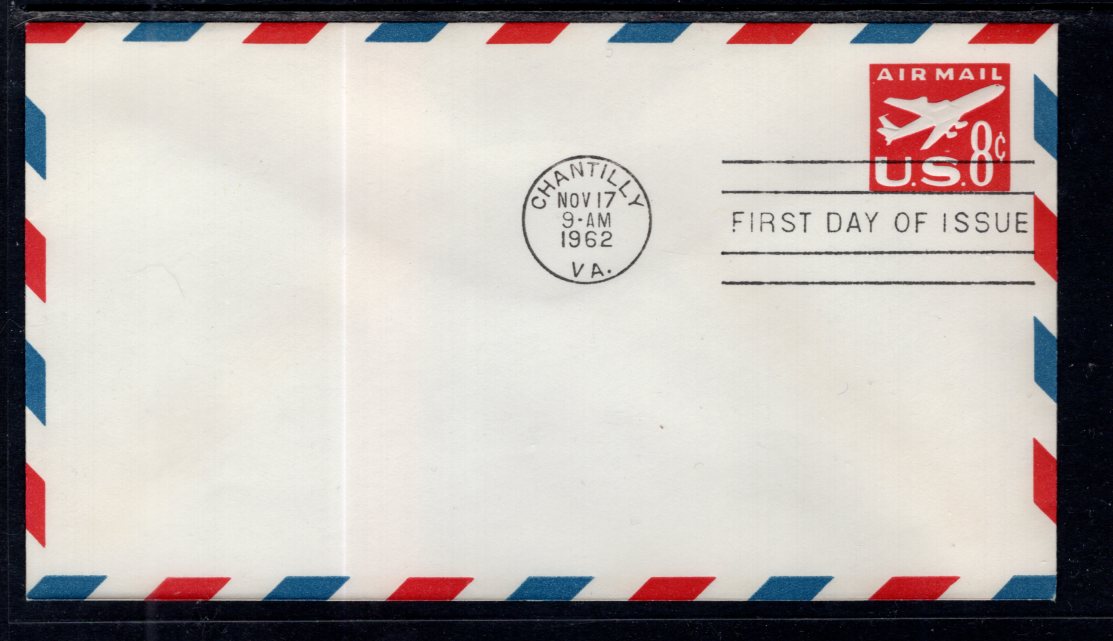 AIR MAIL
8¢
U.S.
CHANTILLY
NOV 17
9-AM
1962
VA.
FIRST DAY OF ISSUE